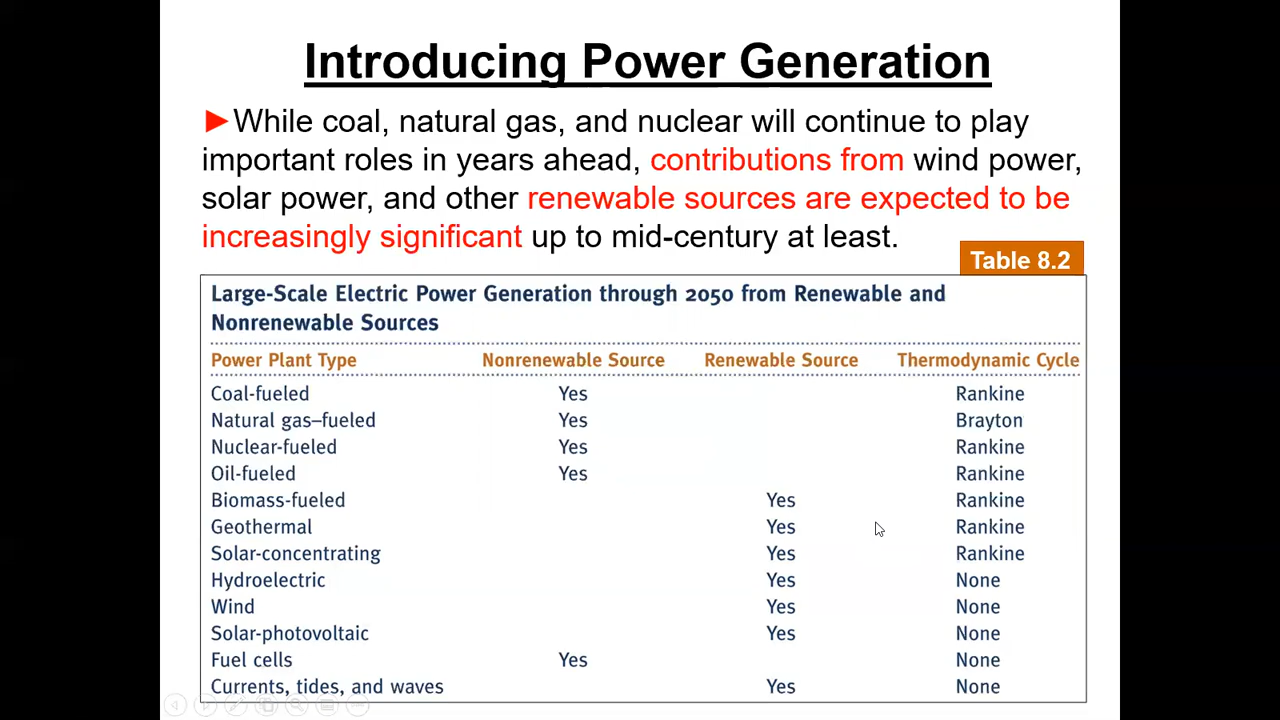 Introducing Power Generation
►While coal, natural gas, and nuclear will continue to play
important roles in years ahead, contributions from wind power,
solar power, and other renewable sources are expected to be
increasingly significant up to mid-century at least.
Table 8.2
Large-Scale Electric Power Generation through 2050 from Renewable and
Nonrenewable Sources
Power Plant Type Nonrenewable Source Renewable Source Thermodynamic Cycle
Coal-fueled Yes Rankine
Natural gas–fueled Yes Brayton
Nuclear-fueled Yes Rankine
Oil-fueled Yes Rankine
Biomass-fueled Yes Rankine
Geothermal Yes Rankine
Solar-concentrating Yes Rankine
Hydroelectric Yes None
Wind Yes None
Solar-photovoltaic Yes None
Fuel cells Yes None
Currents, tides, and waves Yes None